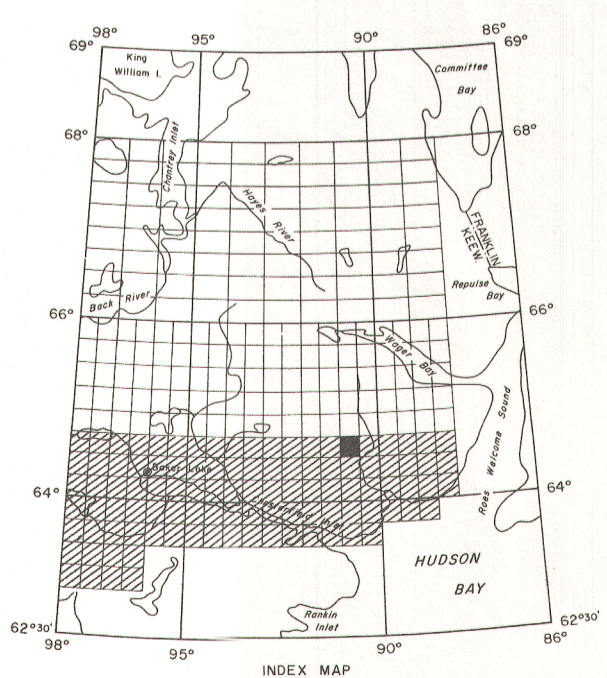 98°
95°
90°
86°
69°
69°
King
William I.
Committee
Bay
68°
68°
Chantrey Inlet
Hayes
River
FRANKLIN
KEEW.
Repulse
Bay
Back River
66°
66°
Wager Bay
Roes Welcome Sound
Baker Lake
64°
64°
Chesterfield Inlet
HUDSON
BAY
Rankin
Inlet
62°30'
62°30'
98°
95°
90°
86°
INDEX MAP